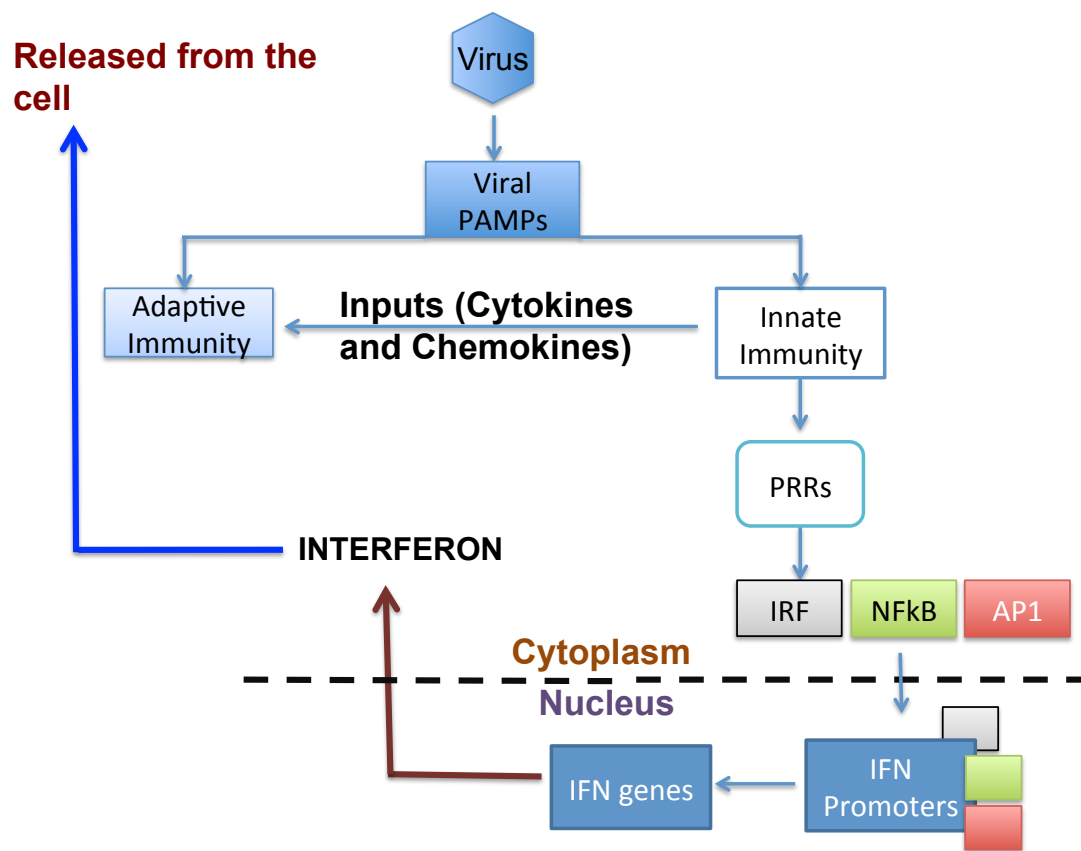 Released from the
cell
Virus
Viral
PAMPs
Adaptive
Immunity
Inputs (Cytokines
and Chemokines)
Innate
Immunity
PRRs
INTERFERON
IRF
NFkB
AP1
Cytoplasm
Nucleus
IFN genes
IFN
Promoters